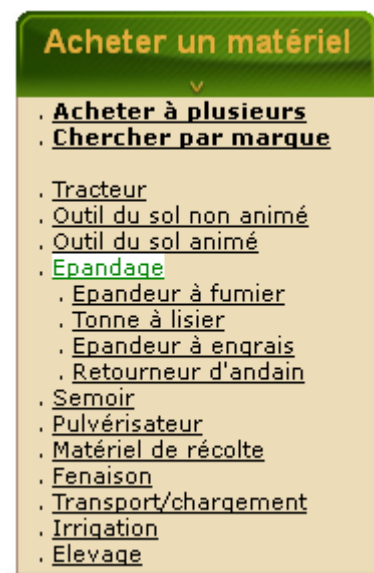 Acheter un matériel
. Acheter à plusieurs
. Chercher par marque
. Tracteur
. Outil du sol non animé
. Outil du sol animé
. Epandage
. Epandeur à fumier
. Tonne à lisier
. Epandeur à engrais
. Retourneur d'andain
. Semoir
. Pulvérisateur
. Matériel de récolte
. Fenaison
. Transport/chargement
. Irrigation
. Elevage